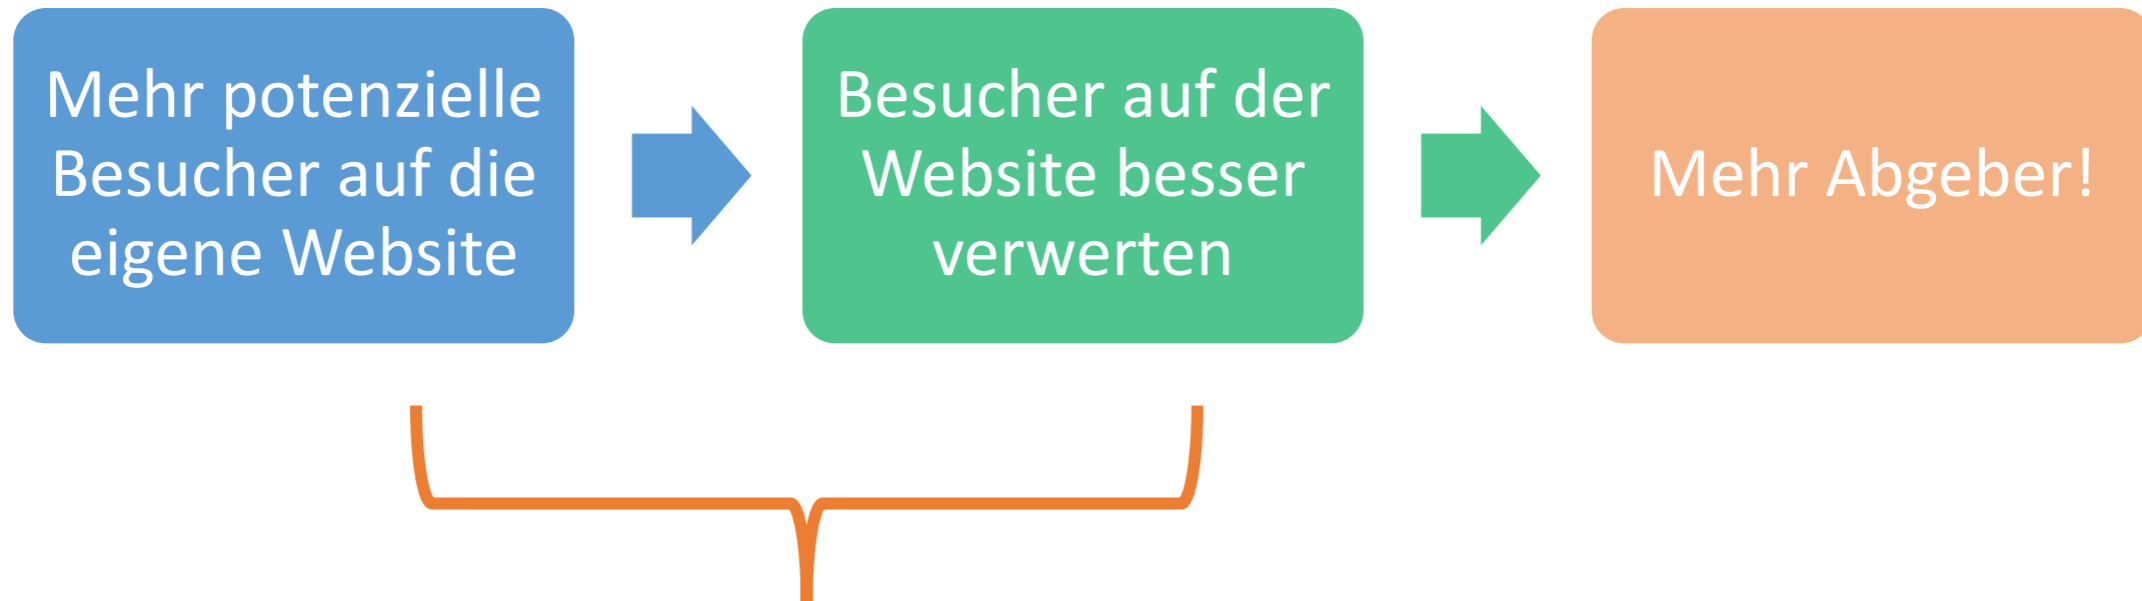 Mehr potenzielle
Besucher auf die
eigene Website
Besucher auf der
Website besser
verwerten
Mehr Abgeber!